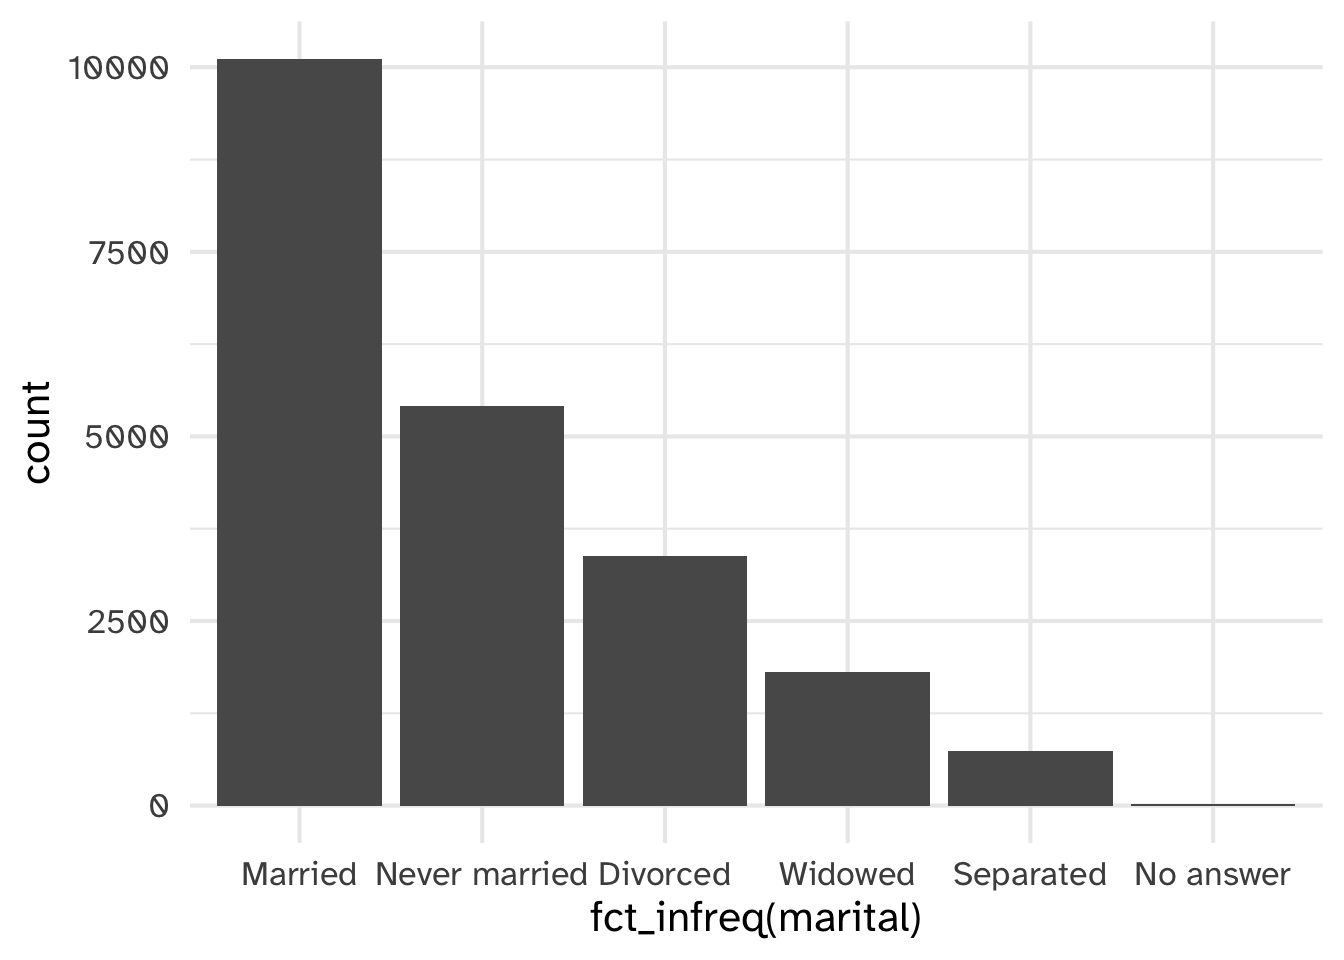 10000
7500
5000
2500
0
count
Married Never married Divorced Widowed Separated No answer
fct_infreq(marital)